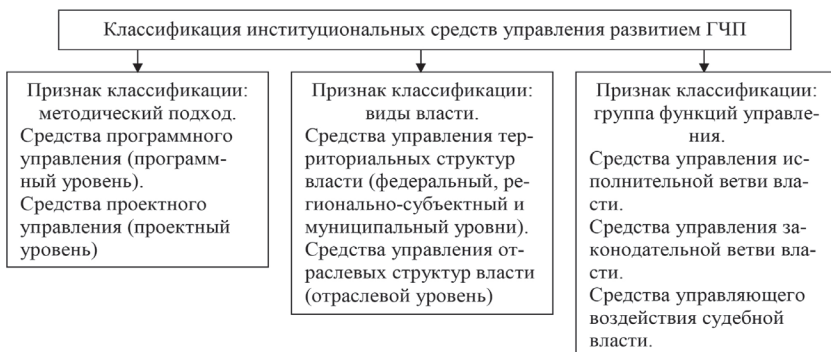 Классификация институциональных средств управления развитием ГЧП
Признак классификации:
методический подход.
Средства программного
управления (программ-
ный уровень).
Средства проектного
управления (проектный
уровень)
Признак классификации:
виды власти.
Средства управления тер-
риториальных структур
власти (федеральный, ре-
гионально-субъектный и
муниципальный уровни).
Средства управления от-
раслевых структур власти
(отраслевой уровень)
Признак классификации:
группа функций управле-
ния.
Средства управления ис-
полнительной ветви вла-
сти.
Средства управления за-
конодательной ветви вла-
сти.
Средства управляющего
воздействия судебной
власти.